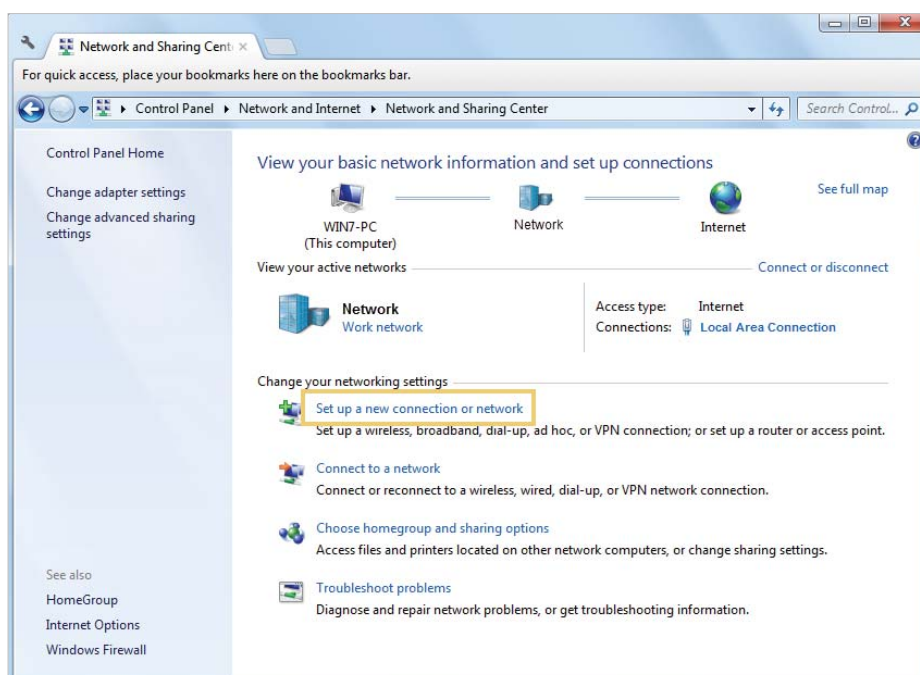 Network and Sharing Cent
For quick access, place your bookmarks here on the bookmarks bar.
Control Panel Network and Internet Network and Sharing Center Search Control...
Control Panel Home
Change adapter settings
Change advanced sharing
settings
View your basic network information and set up connections
See full map
WIN7-PC
(This computer)
Network
Internet
View your active networks
Connect or disconnect
Network
Work network
Access type: Internet
Connections: Local Area Connection
Change your networking settings
Set up a new connection or network
Set up a wireless, broadband, dial-up, ad hoc, or VPN connection; or set up a router or access point.
Connect to a network
Connect or reconnect to a wireless, wired, dial-up, or VPN network connection.
Choose homegroup and sharing options
Access files and printers located on other network computers, or change sharing settings.
Troubleshoot problems
Diagnose and repair network problems, or get troubleshooting information.
See also
HomeGroup
Internet Options
Windows Firewall